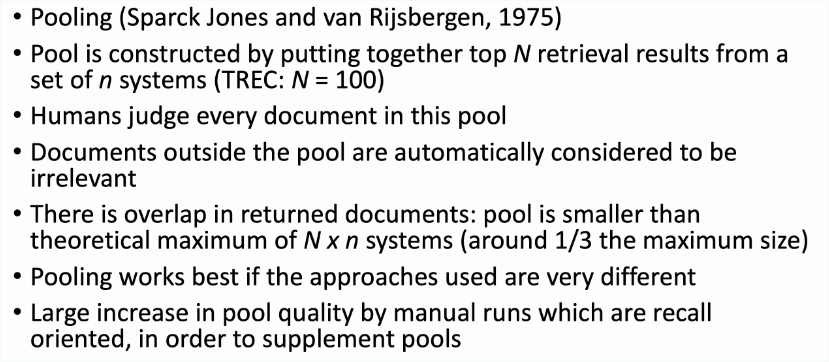 • Pooling (Sparck Jones and van Rijsbergen, 1975)
• Pool is constructed by putting together top N retrieval results from a
set of n systems (TREC: N = 100)
• Humans judge every document in this pool
• Documents outside the pool are automatically considered to be
irrelevant
• There is overlap in returned documents: pool is smaller than
theoretical maximum of N x n systems (around 1/3 the maximum size)
• Pooling works best if the approaches used are very different
• Large increase in pool quality by manual runs which are recall
oriented, in order to supplement pools